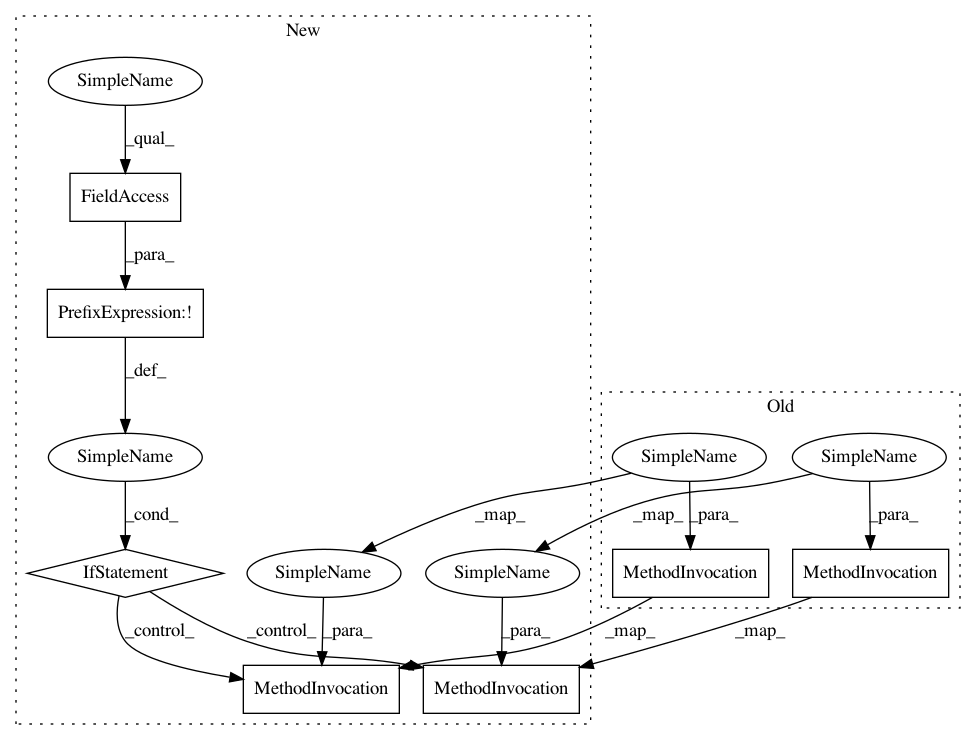 New
SimpleName
_qual_
FieldAccess
_para_
PrefixExpression:!
_def_
Old
SimpleName
SimpleName
SimpleName
_cond_
_map_
_map_
_para_
_para_
IfStatement
SimpleName
SimpleName
MethodInvocation
MethodInvocation
_control_
_control_
_para_
_para_
_map_
_map_
MethodInvocation
MethodInvocation